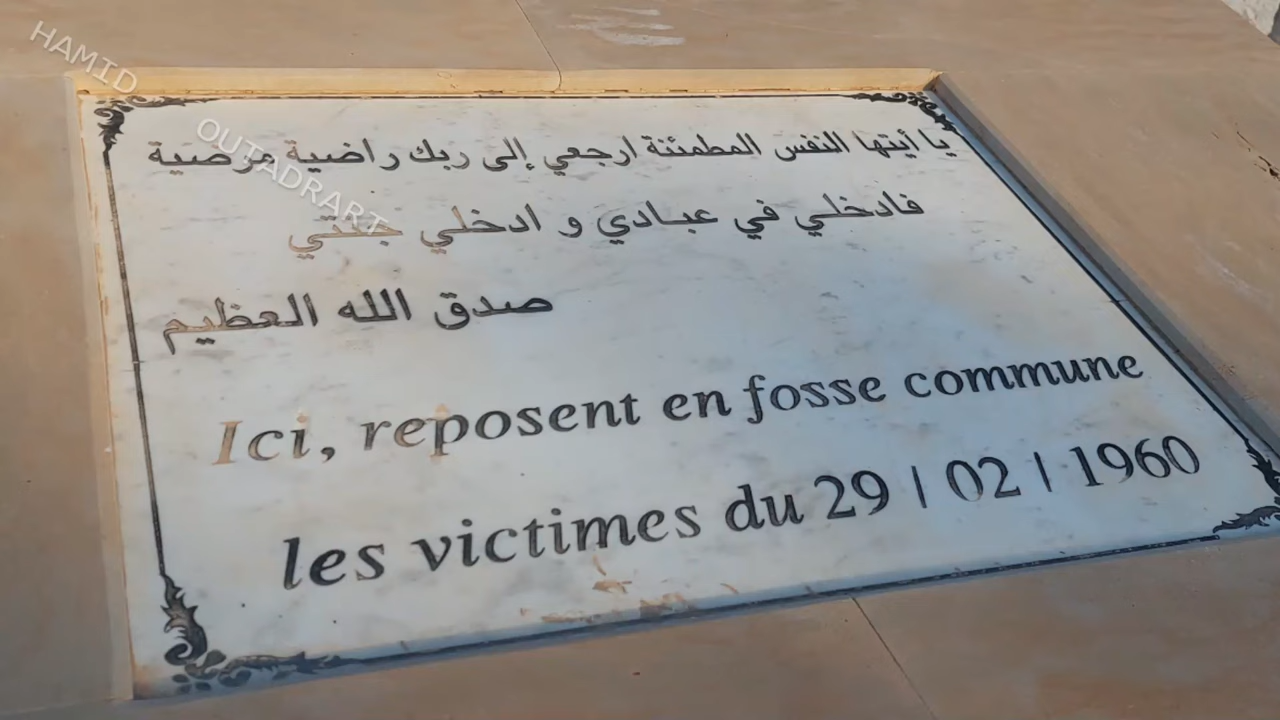 HAMID
OUTADRART
يا أيتها النفس المطمئنة ارجعي إلى ربك راضية مرضية
فادخلي في عبادي و ادخلي جنتي
صدق الله العظيم
Ici, reposent en fosse commune
les victimes du 29 / 02 / 1960